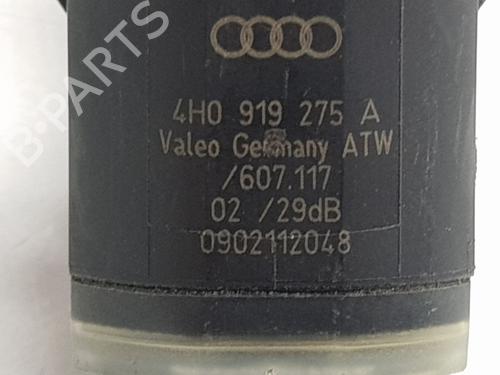 B-PARTS
4H0 919 275 A
Valeo Germany ATW
/607.117
02 /29dB
0902112048